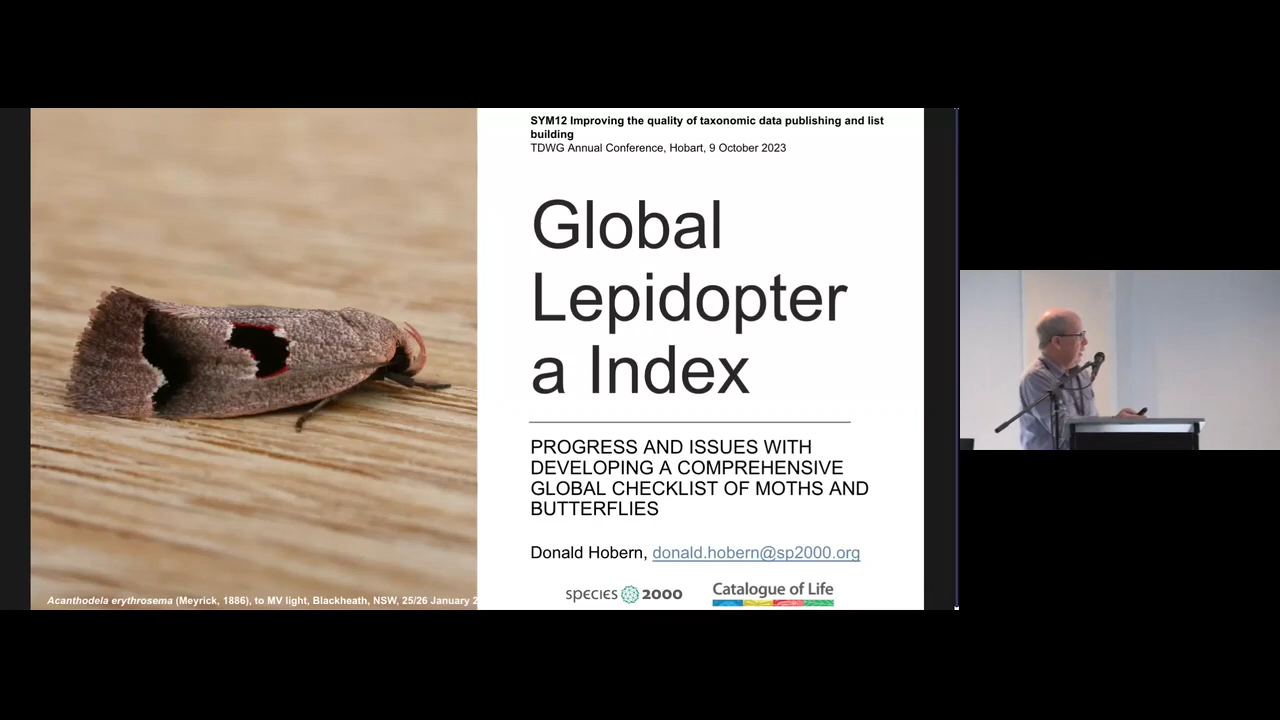 SYM12 Improving the quality of taxonomic data publishing and list
building
TDWG Annual Conference, Hobart, 9 October 2023
Global
Lepidopter
a Index
PROGRESS AND ISSUES WITH
DEVELOPING A COMPREHENSIVE
GLOBAL CHECKLIST OF MOTHS AND
BUTTERFLIES
Donald Hobern, donald.hobern@sp2000.org
species 2000
Catalogue of Life
Acanthodela erythrosema (Meyrick, 1886), to MV light, Blackheath, NSW, 25/26 January 2